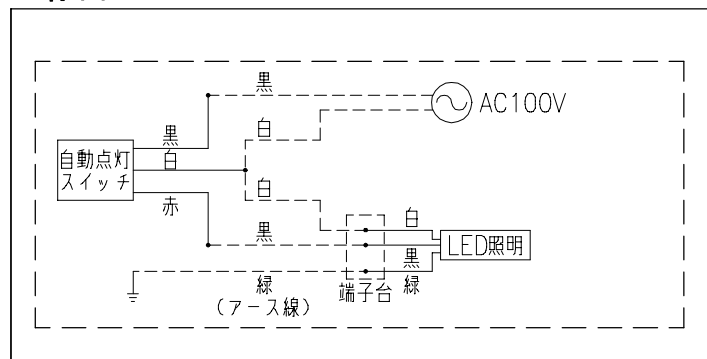 黒
AC100V
黒
白
自動点灯
スイッチ
白
白
赤
白
黒
LED照明
黒
緑
緑
(アース線)
端子台